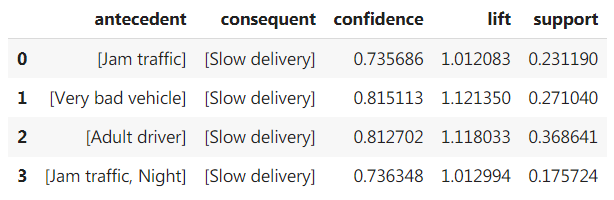 antecedent consequent confidence lift support
0 [Jam traffic] [Slow delivery] 0.735686 1.012083 0.231190
1 [Very bad vehicle] [Slow delivery] 0.815113 1.121350 0.271040
2 [Adult driver] [Slow delivery] 0.812702 1.118033 0.368641
3 [Jam traffic, Night] [Slow delivery] 0.736348 1.012994 0.175724